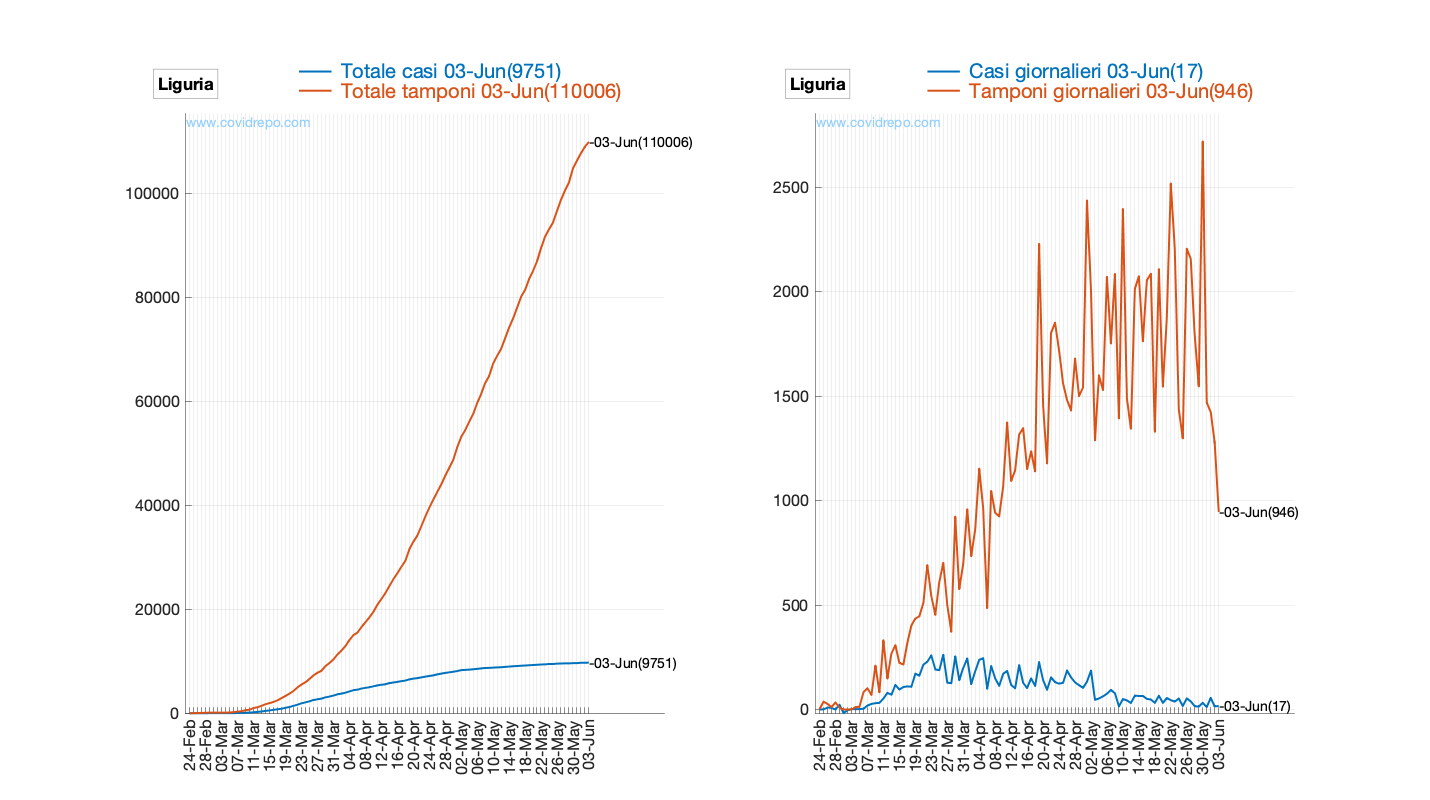 Liguria
Totale casi 03-Jun(9751)
Totale tamponi 03-Jun(110006)
www.covidrepo.com
03-Jun(110006)
100000
80000
60000
40000
20000
0
03-Jun(9751)
24-Feb
28-Feb
03-Mar
07-Mar
11-Mar
15-Mar
19-Mar
23-Mar
27-Mar
31-Mar
04-Apr
08-Apr
12-Apr
16-Apr
20-Apr
24-Apr
28-Apr
02-May
06-May
10-May
14-May
18-May
22-May
26-May
30-May
03-Jun
Liguria
Casi giornalieri 03-Jun(17)
Tamponi giornalieri 03-Jun(946)
www.covidrepo.com
2500
2000
1500
1000
500
0
03-Jun(946)
03-Jun(17)
24-Feb
28-Feb
03-Mar
07-Mar
11-Mar
15-Mar
19-Mar
23-Mar
27-Mar
31-Mar
04-Apr
08-Apr
12-Apr
16-Apr
20-Apr
24-Apr
28-Apr
02-May
06-May
10-May
14-May
18-May
22-May
26-May
30-May
03-Jun